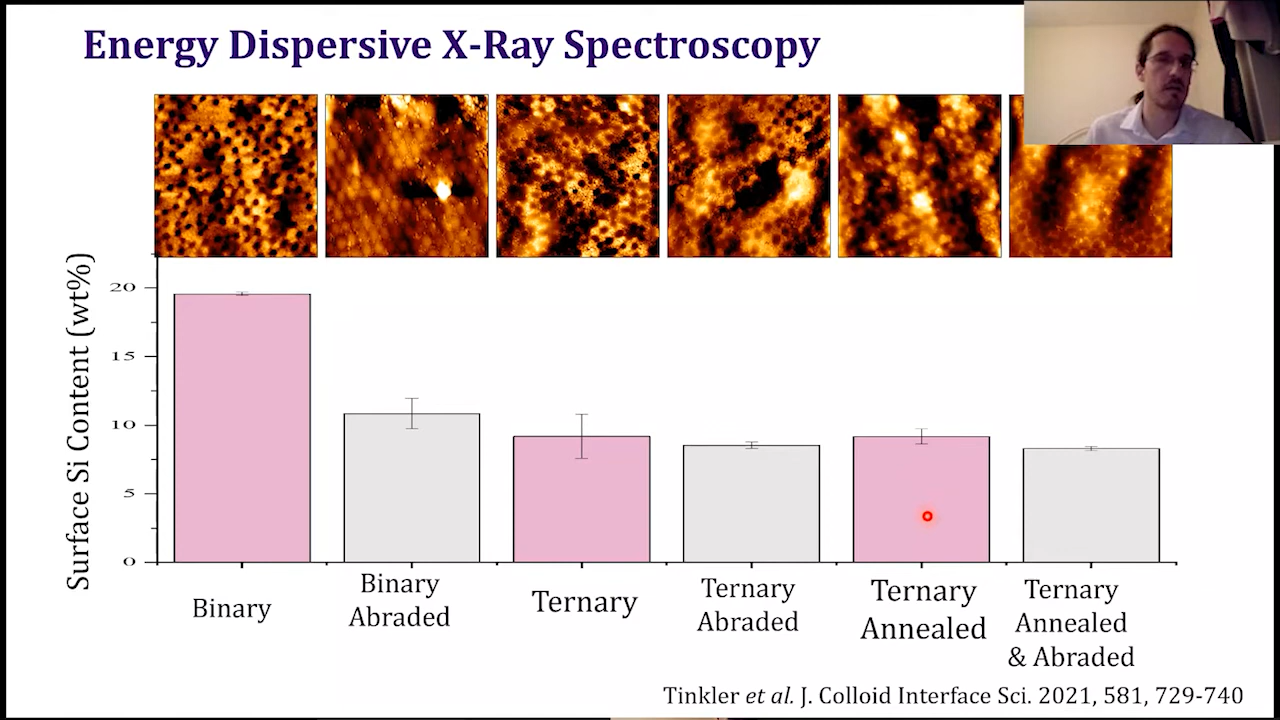 Energy Dispersive X-Ray Spectroscopy
Surface Si Content (wt%)
20
15
10
5
0
Binary
Binary
Abraded
Ternary
Ternary
Abraded
Ternary
Annealed
Ternary
Annealed
& Abraded
Tinkler et al. J. Colloid Interface Sci. 2021, 581, 729-740